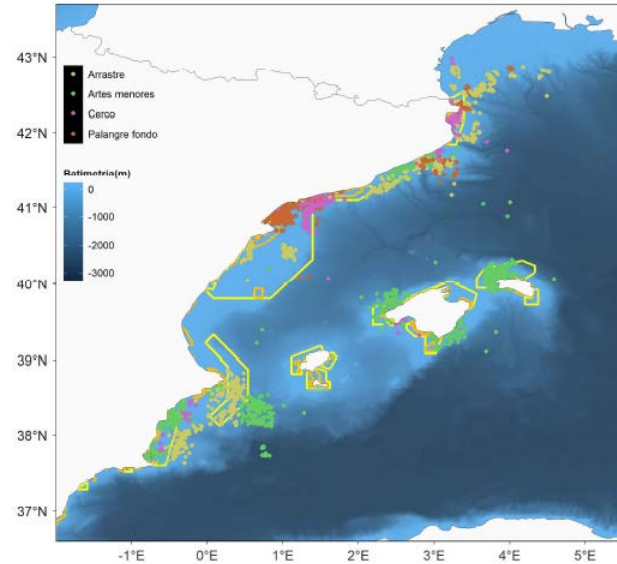 43°N
42°N
41°N
40°N
39°N
38°N
37°N
Arrastre
Artes menores
Cerco
Palangre fondo
Batimetria(m)
0
-1000
-2000
-3000
-1°E
0°E
1°E
2°E
3°E
4°E
5°E